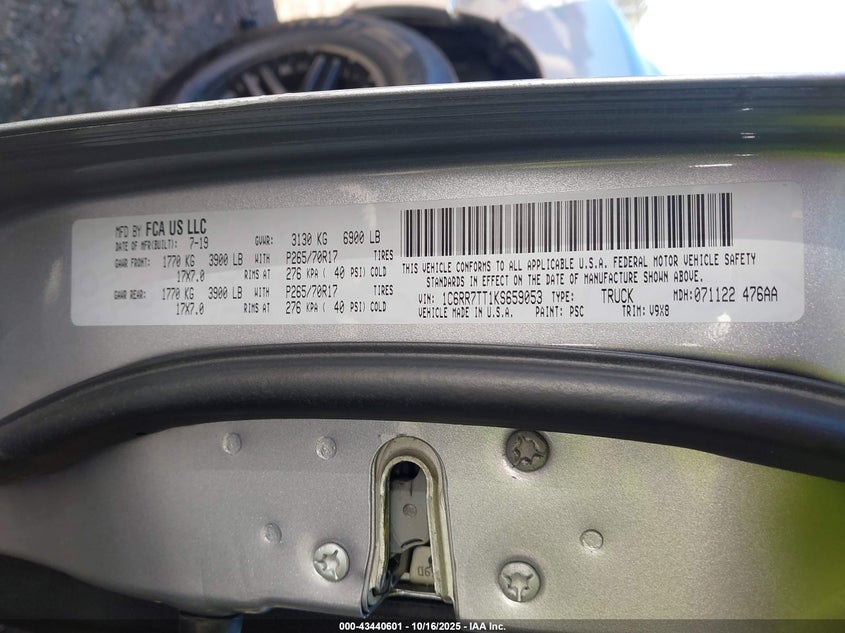 MFD BY FCA US LLC
DATE OF MFR(BUILT): 7-19 GVWR: 3130 KG 6900 LB
GAWR FRONT: 1770 KG 3900 LB WITH P265/70R17 TIRES
17X7.0 RIMS AT 276 KPA ( 40 PSI) COLD
GAWR REAR: 1770 KG 3900 LB WITH P265/70R17 TIRES
17X7.0 RIMS AT 276 KPA ( 40 PSI) COLD
THIS VEHICLE CONFORMS TO ALL APPLICABLE U.S.A. FEDERAL MOTOR VEHICLE SAFETY
STANDARDS IN EFFECT ON THE DATE OF MANUFACTURE SHOWN ABOVE.
VIN: 1C6RR7TT1KS659053 TYPE: TRUCK MDH: 071122 476AA
VEHICLE MADE IN U.S.A. PAINT: PSC TRIM: V9X8
000-43440601 | 10/16/2025 - IAA Inc.